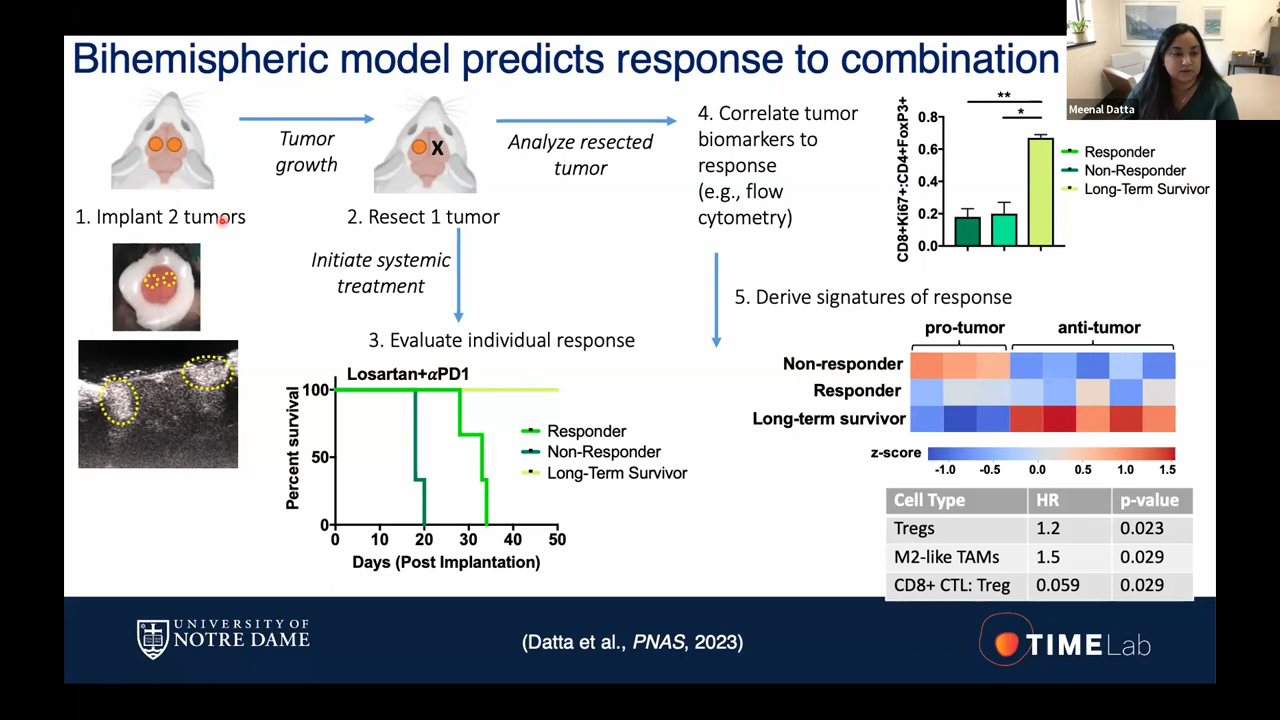 Bihemispheric model predicts response to combination
Meenal Datta
Tumor
growth
Analyze resected
tumor
4. Correlate tumor
biomarkers to
response
(e.g., flow
cytometry)
1. Implant 2 tumors
X
2. Resect 1 tumor
Initiate systemic
treatment
3. Evaluate individual response
Losartan+αPD1
Percent survival
100
50
0
0 10 20 30 40 50
Days (Post Implantation)
Responder
Non-Responder
Long-Term Survivor
CD8+Ki67+:CD4+FoxP3+
0.8
0.6
0.4
0.2
0.0
**
*
Responder
Non-Responder
Long-Term Survivor
5. Derive signatures of response
pro-tumor anti-tumor
Non-responder
Responder
Long-term survivor
z-score
-1.0 -0.5 0.0 0.5 1.0 1.5
Cell Type HR p-value
Tregs 1.2 0.023
M2-like TAMs 1.5 0.029
CD8+ CTL: Treg 0.059 0.029
UNIVERSITY OF
NOTRE DAME
(Datta et al., PNAS, 2023)
TIME Lab